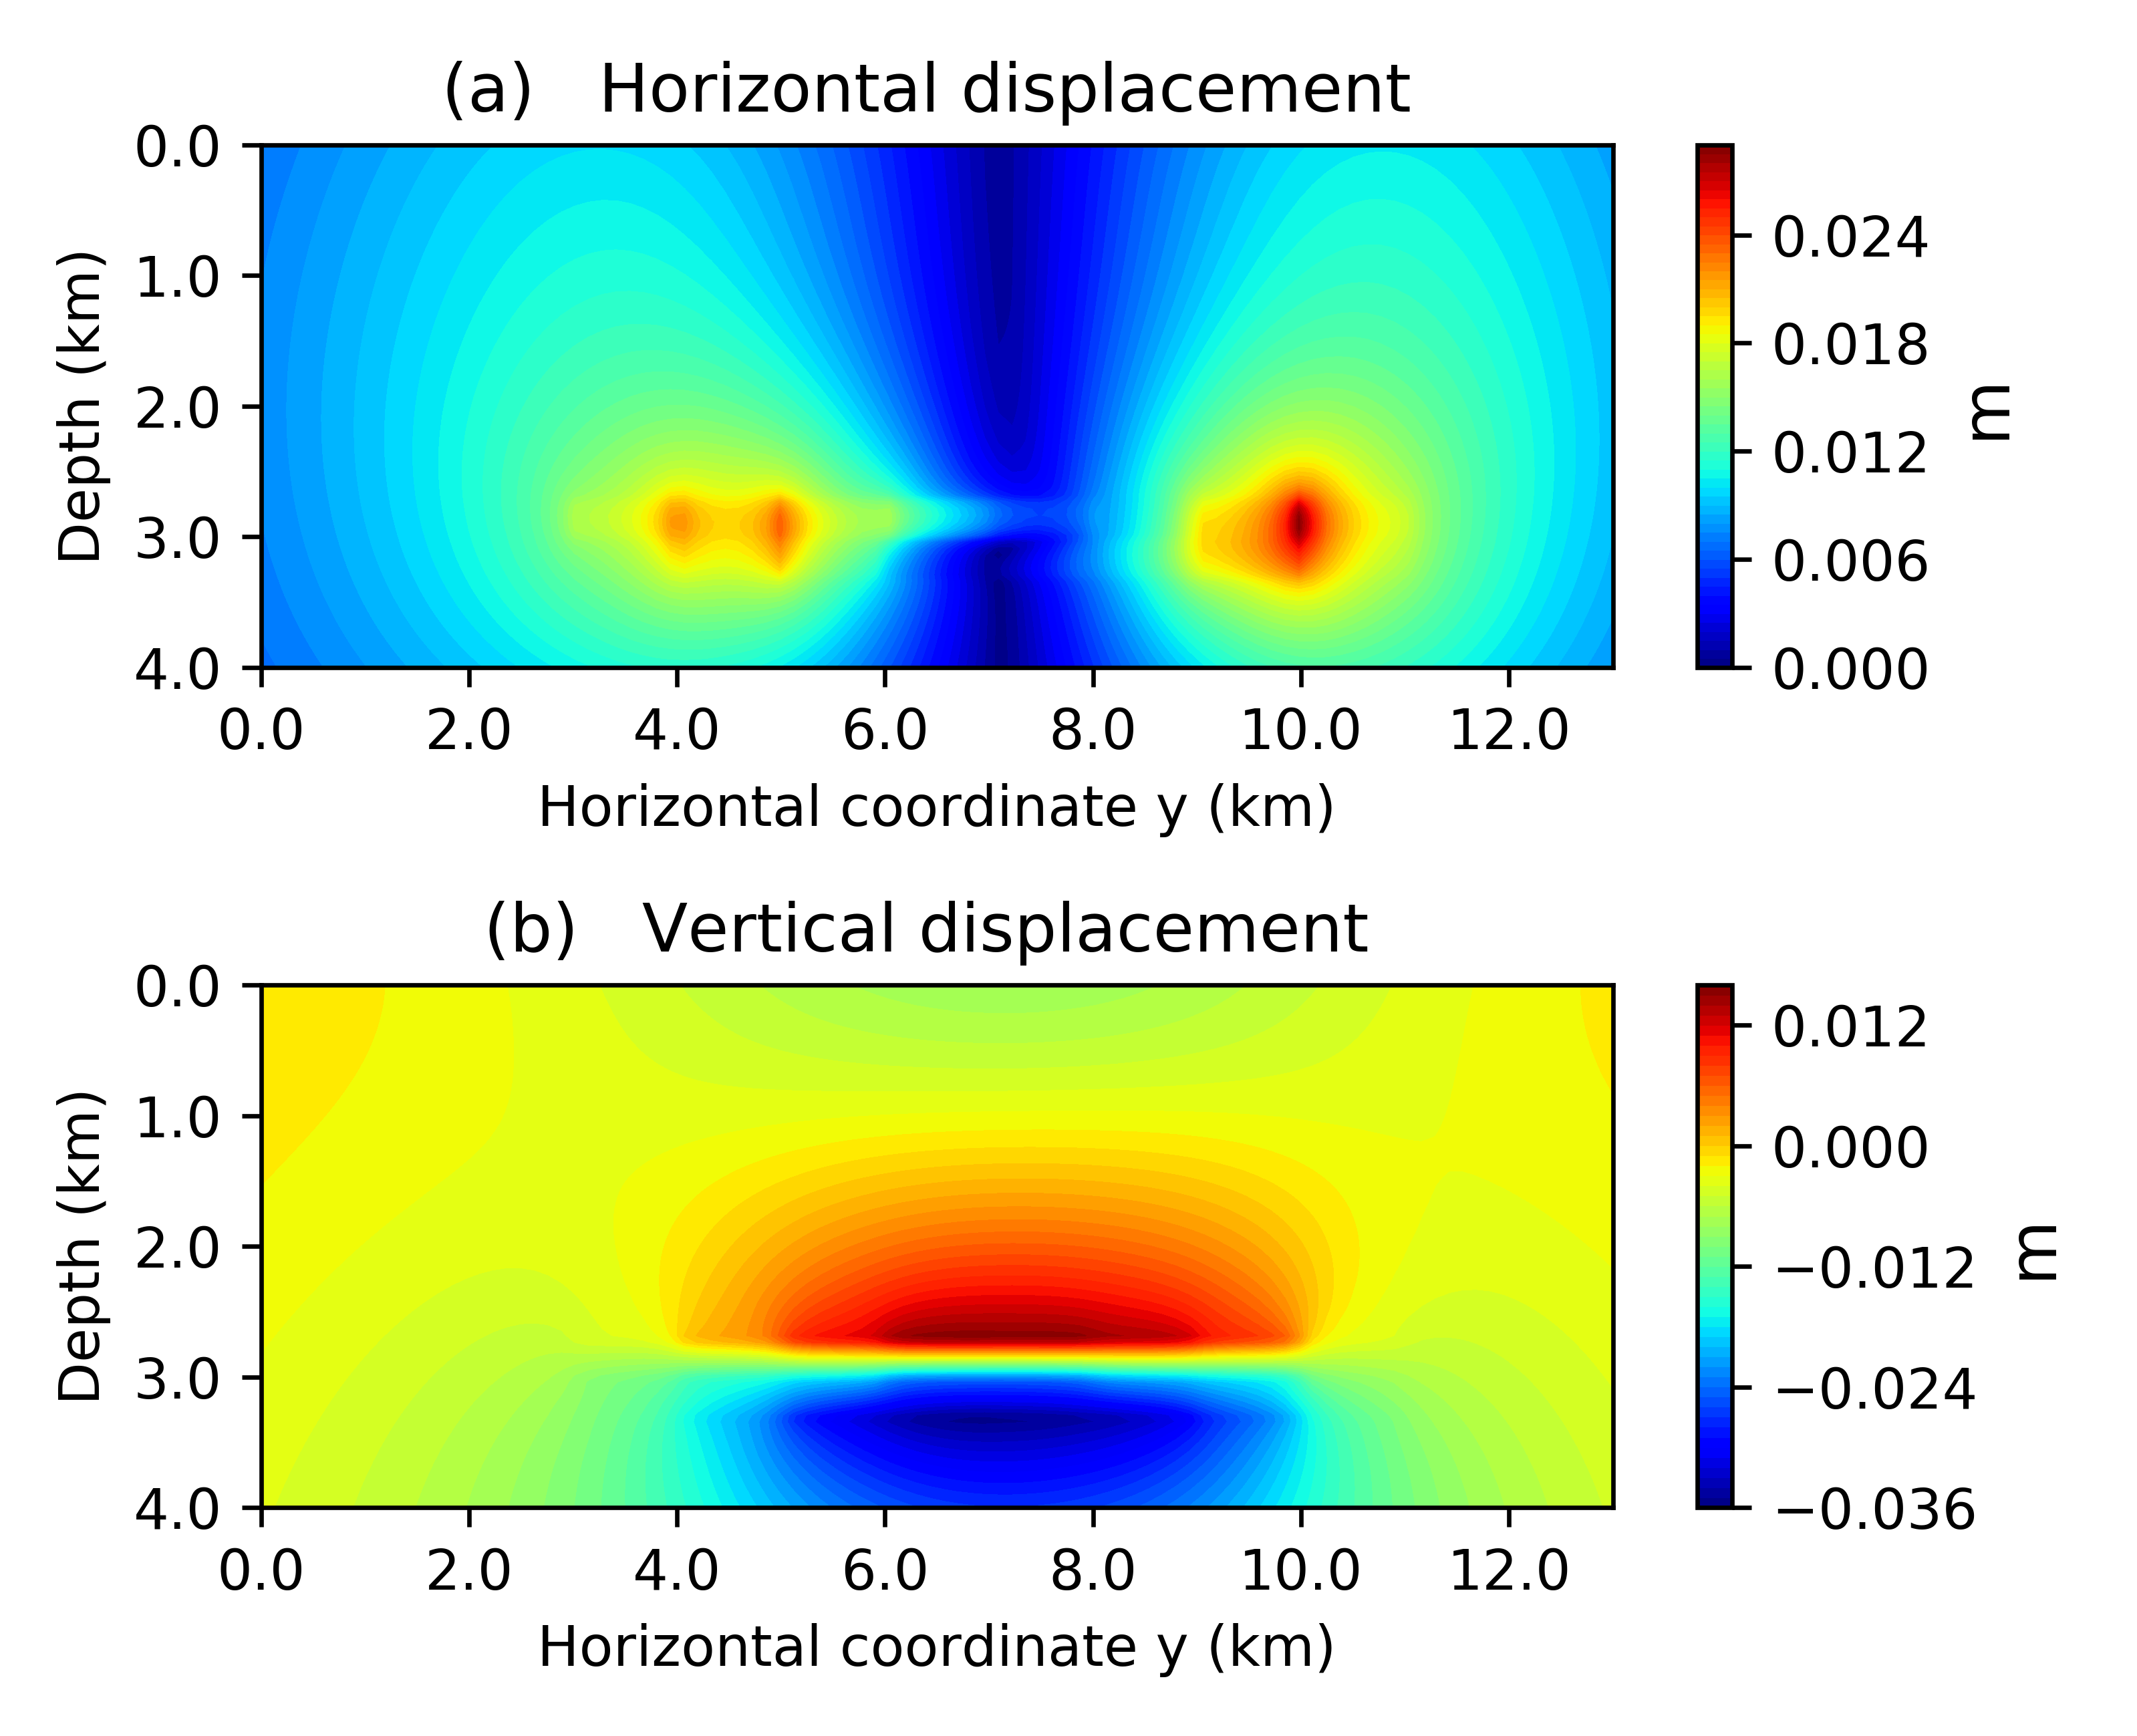 (a) Horizontal displacement
0.0
1.0
2.0
3.0
4.0
Depth (km)
0.0 2.0 4.0 6.0 8.0 10.0 12.0
Horizontal coordinate y (km)
0.024
0.018
0.012
0.006
0.000
m
(b) Vertical displacement
0.0
1.0
2.0
3.0
4.0
Depth (km)
0.0 2.0 4.0 6.0 8.0 10.0 12.0
Horizontal coordinate y (km)
0.012
0.000
−0.012
−0.024
−0.036
m